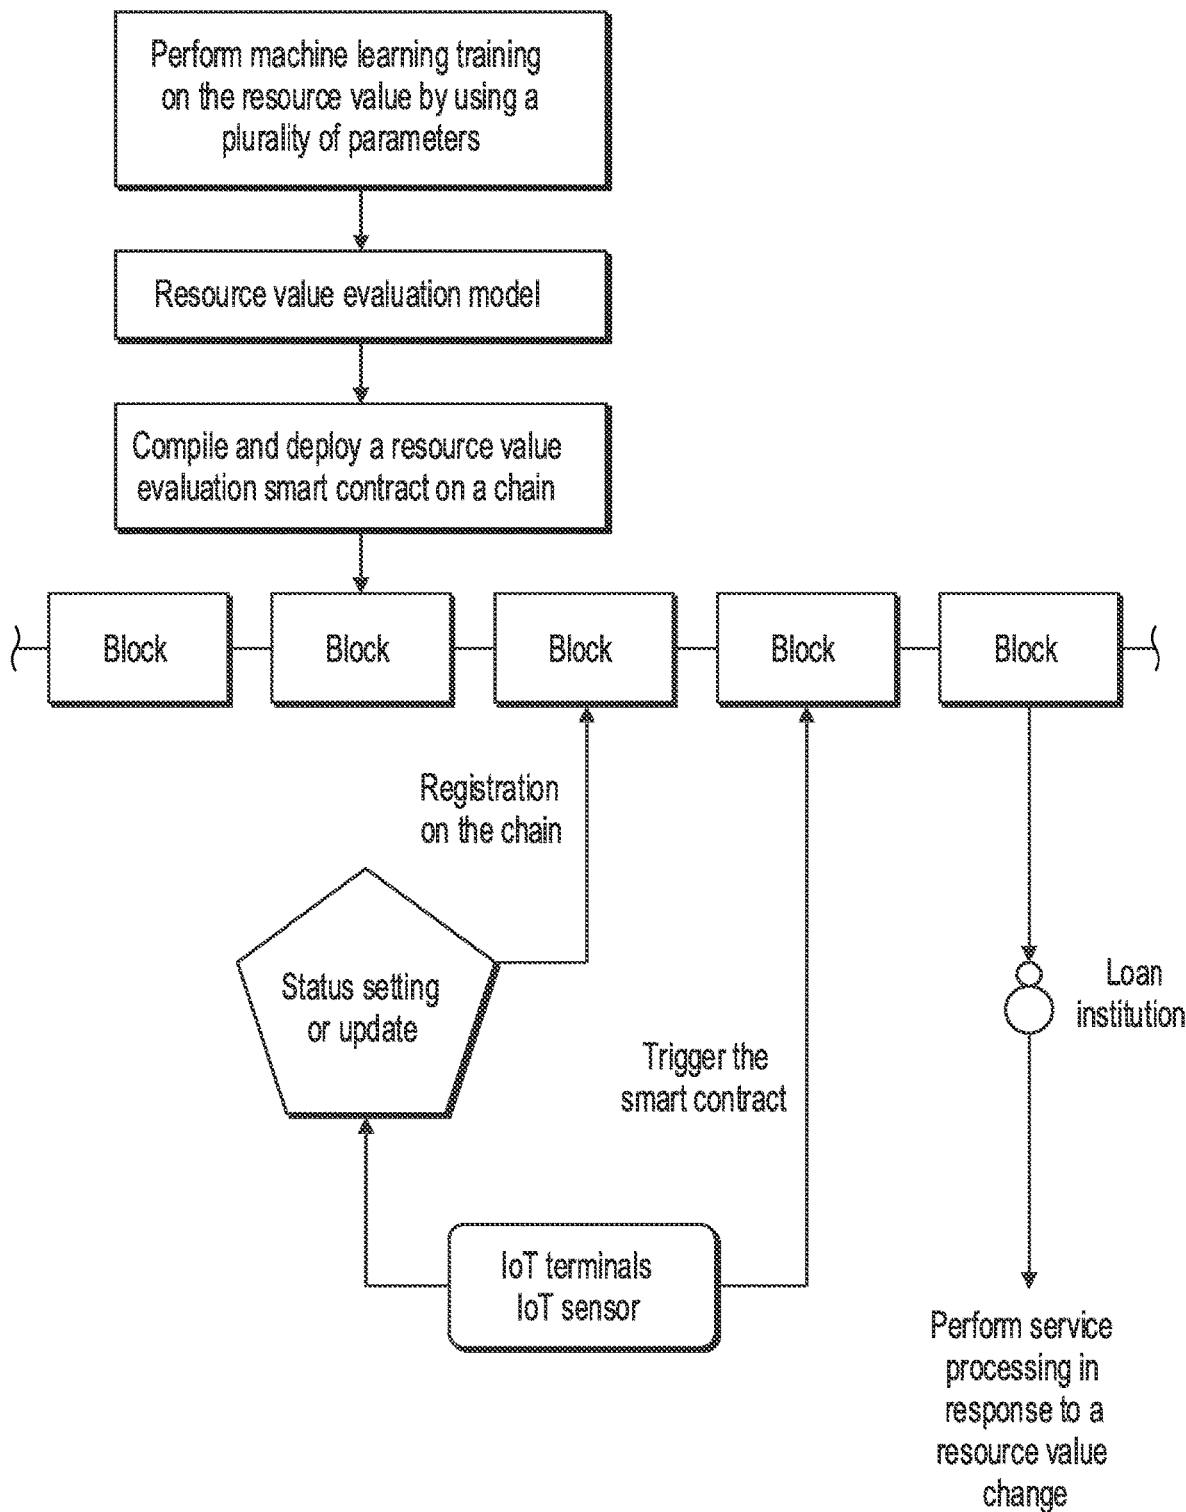 Perform machine learning training
on the resource value by using a
plurality of parameters
Resource value evaluation model
Compile and deploy a resource value
evaluation smart contract on a chain
Block
Block
Block
Block
Block
Registration
on the chain
Status setting
or update
Loan
institution
Trigger the
smart contract
IoT terminals
IoT sensor
Perform service
processing in
response to a
resource value
change